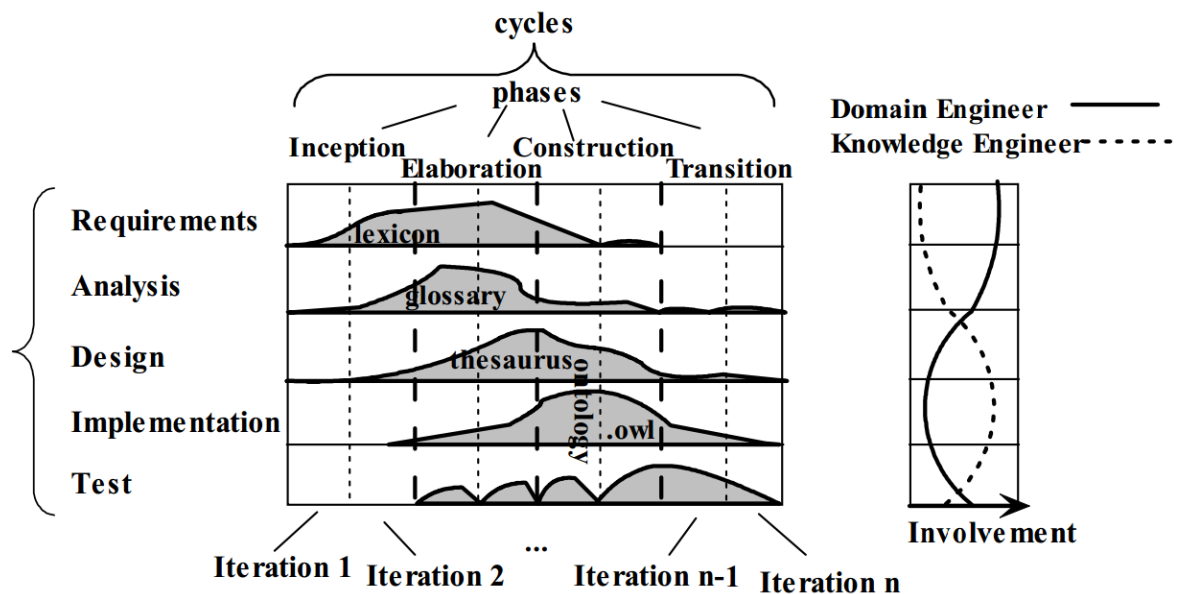 cycles
phases
Inception
Elaboration
Construction
Transition
Domain Engineer
Knowledge Engineer
Requirements
lexicon
Analysis
glossary
Design
thesaurus
ontology
Implementation
.owl
Test
Iteration 1
Iteration 2
...
Iteration n-1
Iteration n
Involvement